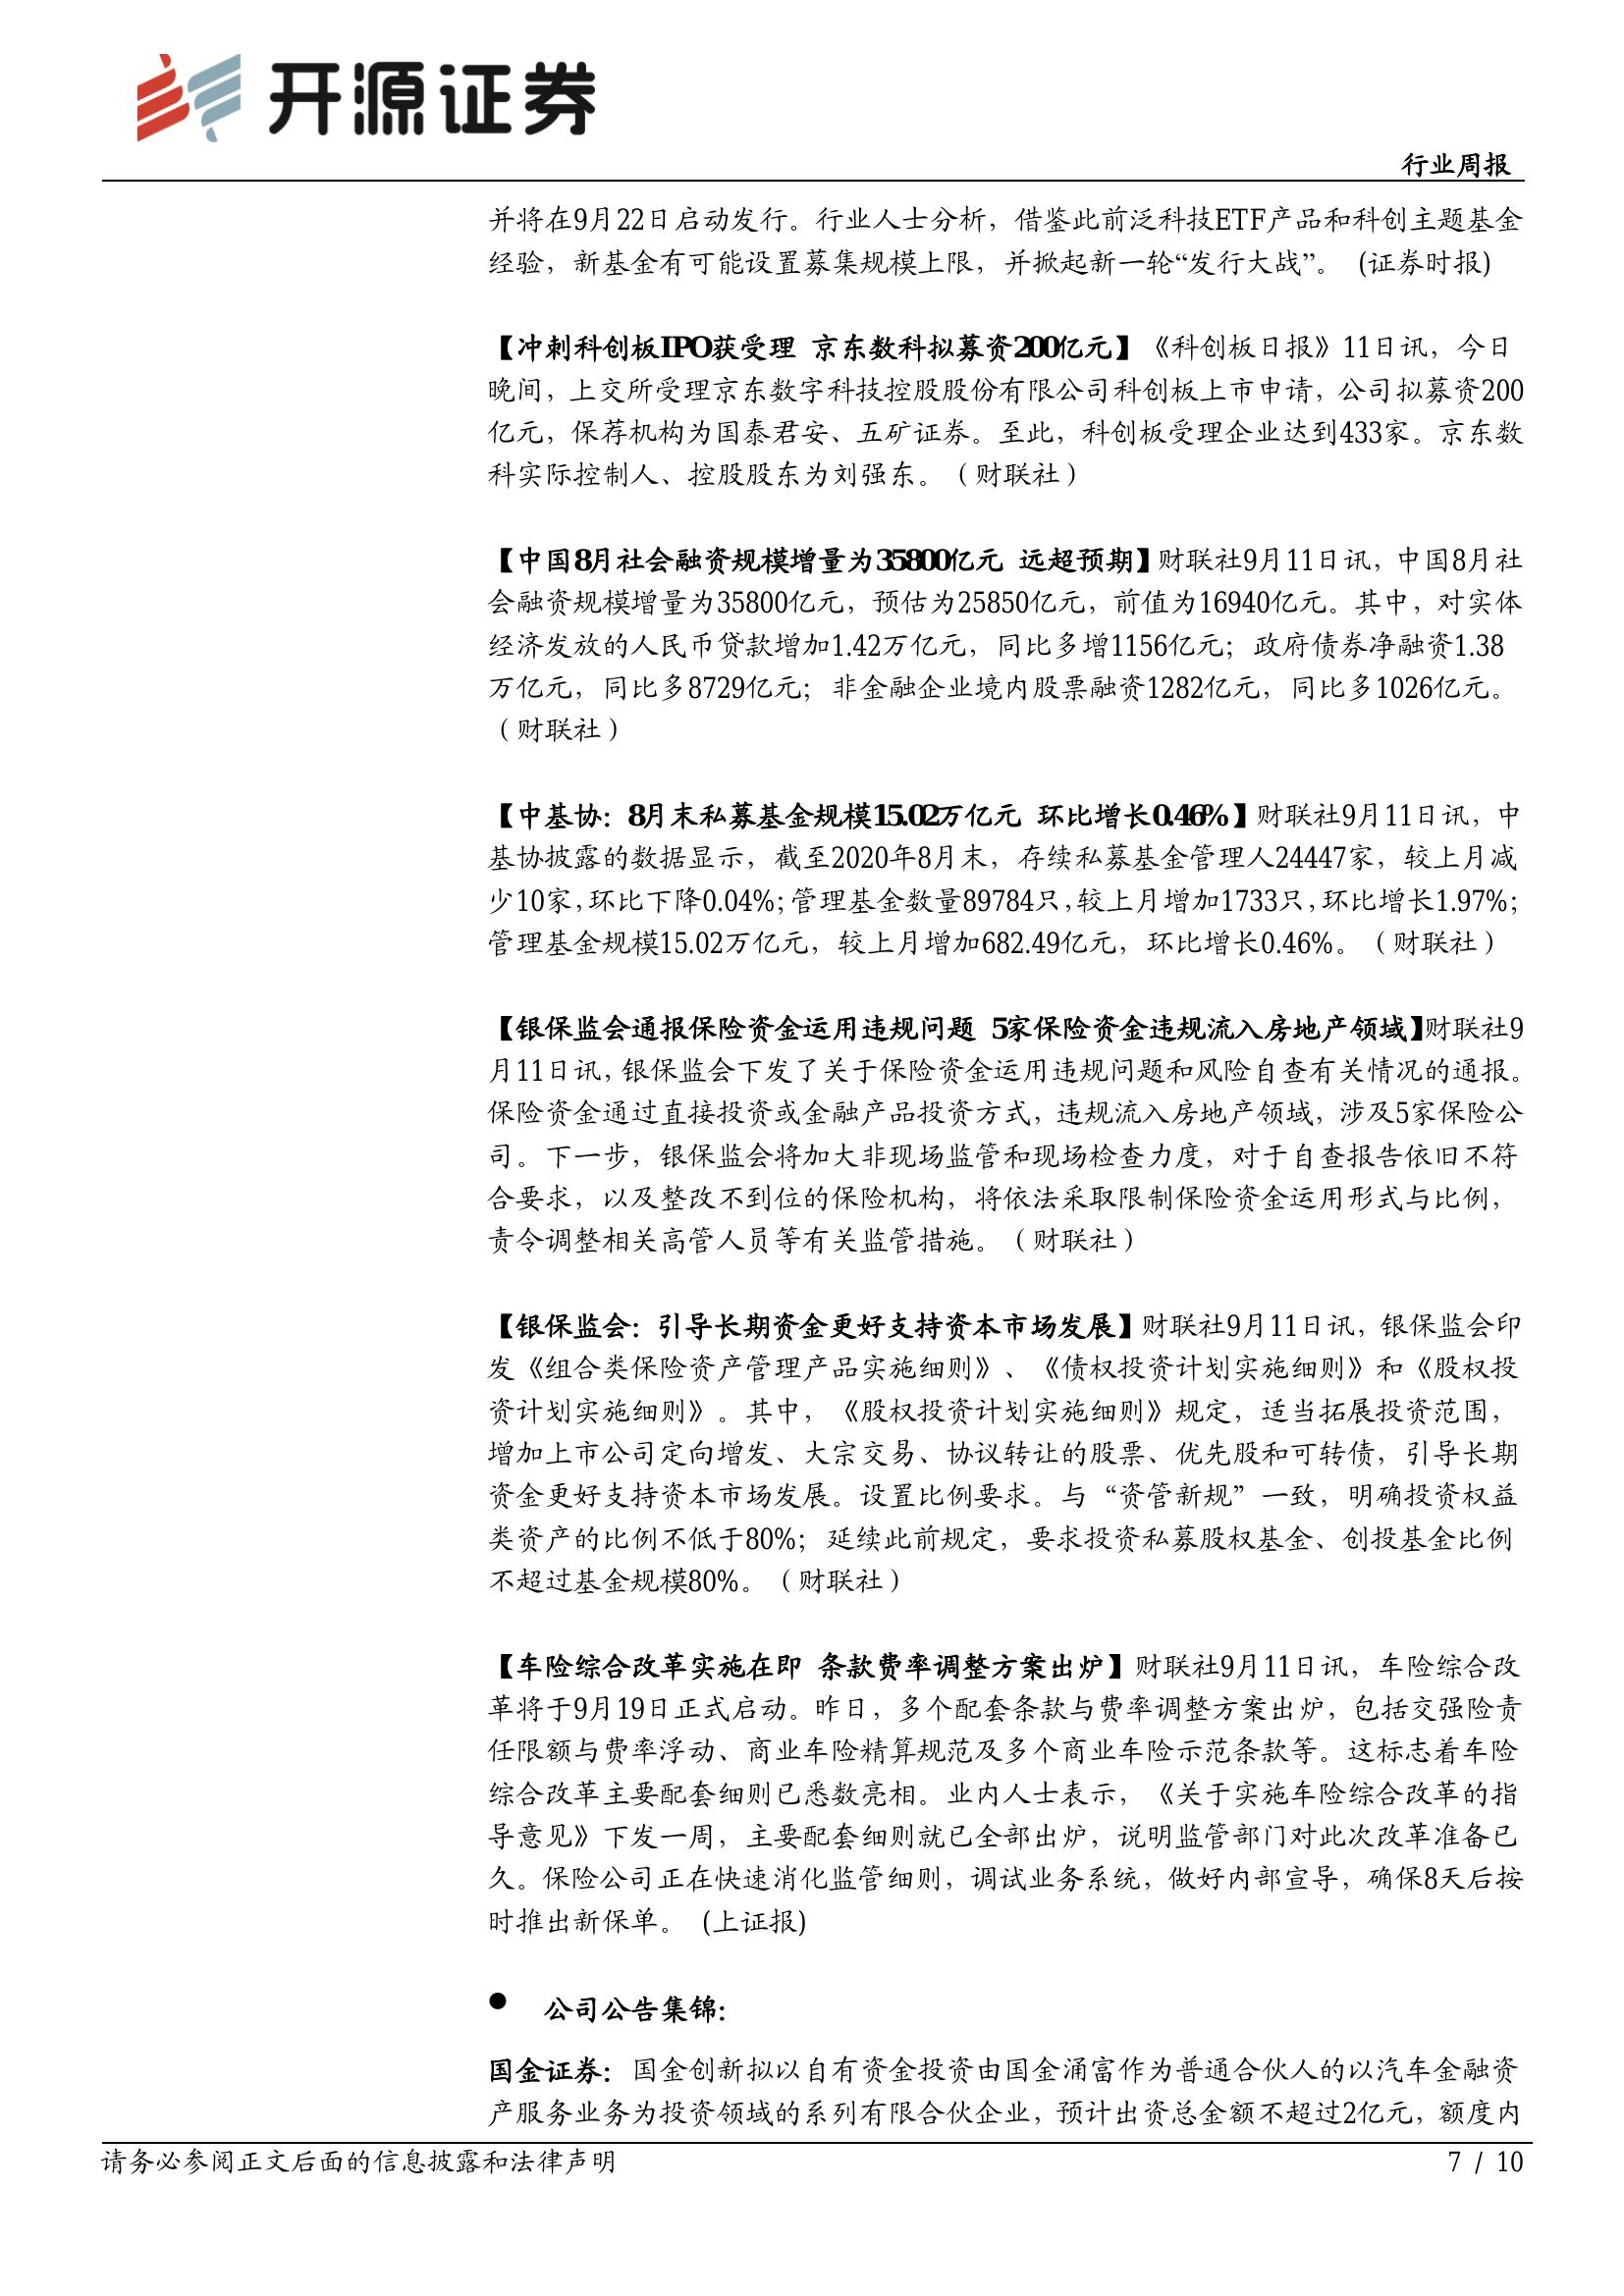 开源证券
行业周报
并将在9月22日启动发行。行业人士分析，借鉴此前泛科技ETF产品和科创主题基金
经验，新基金有可能设置募集规模上限，并掀起新一轮“发行大战”。 (证券时报)
【冲刺科创板IPO获受理 京东数科拟募资200亿元】《科创板日报》11日讯，今日
晚间，上交所受理京东数字科技控股股份有限公司科创板上市申请，公司拟募资200
亿元，保荐机构为国泰君安、五矿证券。至此，科创板受理企业达到433家。京东数
科实际控制人、控股股东为刘强东。（财联社）
【中国8月社会融资规模增量为35800亿元 远超预期】财联社9月11日讯，中国8月社
会融资规模增量为35800亿元，预估为25850亿元，前值为16940亿元。其中，对实体
经济发放的人民币贷款增加1.42万亿元，同比多增1156亿元；政府债券净融资1.38
万亿元，同比多8729亿元；非金融企业境内股票融资1282亿元，同比多1026亿元。
（财联社）
【中基协：8月末私募基金规模15.02万亿元 环比增长0.46%】财联社9月11日讯，中
基协披露的数据显示，截至2020年8月末，存续私募基金管理人24447家，较上月减
少10家，环比下降0.04%；管理基金数量89784只，较上月增加1733只，环比增长1.97%；
管理基金规模15.02万亿元，较上月增加682.49亿元，环比增长0.46%。（财联社）
【银保监会通报保险资金运用违规问题 5家保险资金违规流入房地产领域】财联社9
月11日讯，银保监会下发了关于保险资金运用违规问题和风险自查有关情况的通报。
保险资金通过直接投资或金融产品投资方式，违规流入房地产领域，涉及5家保险公
司。下一步，银保监会将加大非现场监管和现场检查力度，对于自查报告依旧不符
合要求，以及整改不到位的保险机构，将依法采取限制保险资金运用形式与比例，
责令调整相关高管人员等有关监管措施。（财联社）
【银保监会：引导长期资金更好支持资本市场发展】财联社9月11日讯，银保监会印
发《组合类保险资产管理产品实施细则》、《债权投资计划实施细则》和《股权投
资计划实施细则》。其中，《股权投资计划实施细则》规定，适当拓展投资范围，
增加上市公司定向增发、大宗交易、协议转让的股票、优先股和可转债，引导长期
资金更好支持资本市场发展。设置比例要求。与“资管新规”一致，明确投资权益
类资产的比例不低于80%；延续此前规定，要求投资私募股权基金、创投基金比例
不超过基金规模80%。（财联社）
【车险综合改革实施在即 条款费率调整方案出炉】财联社9月11日讯，车险综合改
革将于9月19日正式启动。昨日，多个配套条款与费率调整方案出炉，包括交强险责
任限额与费率浮动、商业车险精算规范及多个商业车险示范条款等。这标志着车险
综合改革主要配套细则已悉数亮相。业内人士表示，《关于实施车险综合改革的指
导意见》下发一周，主要配套细则就已全部出炉，说明监管部门对此次改革准备已
久。保险公司正在快速消化监管细则，调试业务系统，做好内部宣导，确保8天后按
时推出新保单。 (上证报)
● 公司公告集锦：
国金证券：国金创新拟以自有资金投资由国金涌富作为普通合伙人的以汽车金融资
产服务业务为投资领域的系列有限合伙企业，预计出资总金额不超过2亿元，额度内
请务必参阅正文后面的信息披露和法律声明
7 / 10